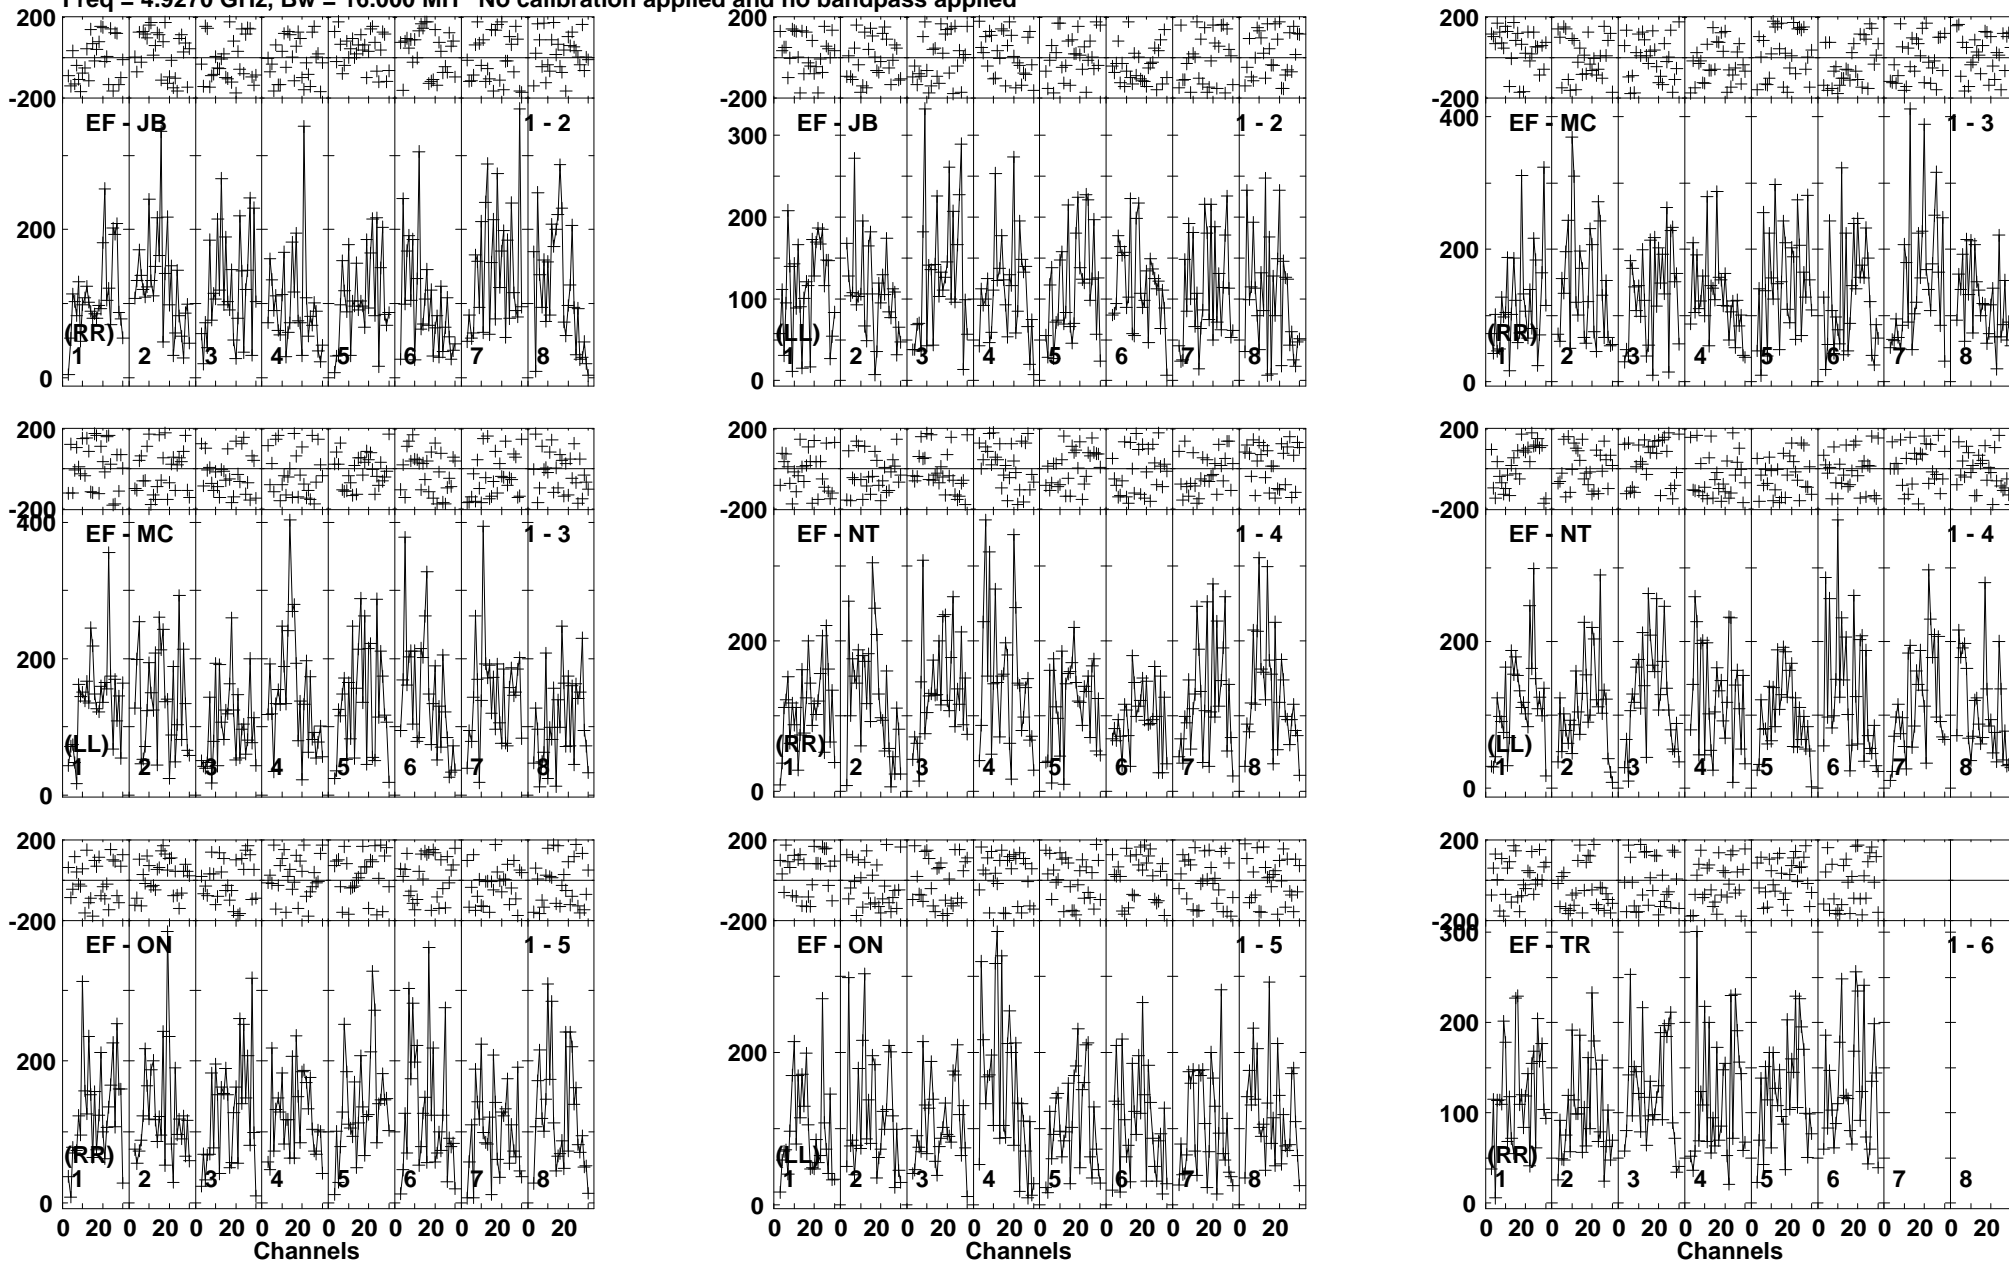 Freq = 4.9270 GHz, Bw = 16.000 MH No calibration applied and no bandpass applied
200 200 200
-200 -200 -200
EF - JB 1 - 2 EF - JB 1 - 2 EF - MC 1 - 3
400
300
200 200 200
100
(RR) (LL) (RR)
1 2 3 4 5 6 7 8 1 2 3 4 5 6 7 8 1 2 3 4 5 6 7 8
0 0 0
200 200 200
-200 -200 -200
400
EF - MC 1 - 3 EF - NT 1 - 4 EF - NT 1 - 4
200 200 200
(LL) (RR) (LL)
1 2 3 4 5 6 7 8 1 2 3 4 5 6 7 8 1 2 3 4 5 6 7 8
0 0 0
200 200 200
-200 -200 -200
300
EF - ON 1 - 5 EF - ON 1 - 5 EF - TR 1 - 6
200 200 200
100
(RR) (LL) (RR)
1 2 3 4 5 6 7 8 1 2 3 4 5 6 7 8 1 2 3 4 5 6 7 8
0 0 0
0 20 0 20 0 20 0 20 0 20 0 20 0 20 0 20 0 20 0 20 0 20 0 20 0 20 0 20 0 20 0 20 0 20 0 20 0 20 0 20 0 20 0 20 0 20 0 20
Channels Channels Channels